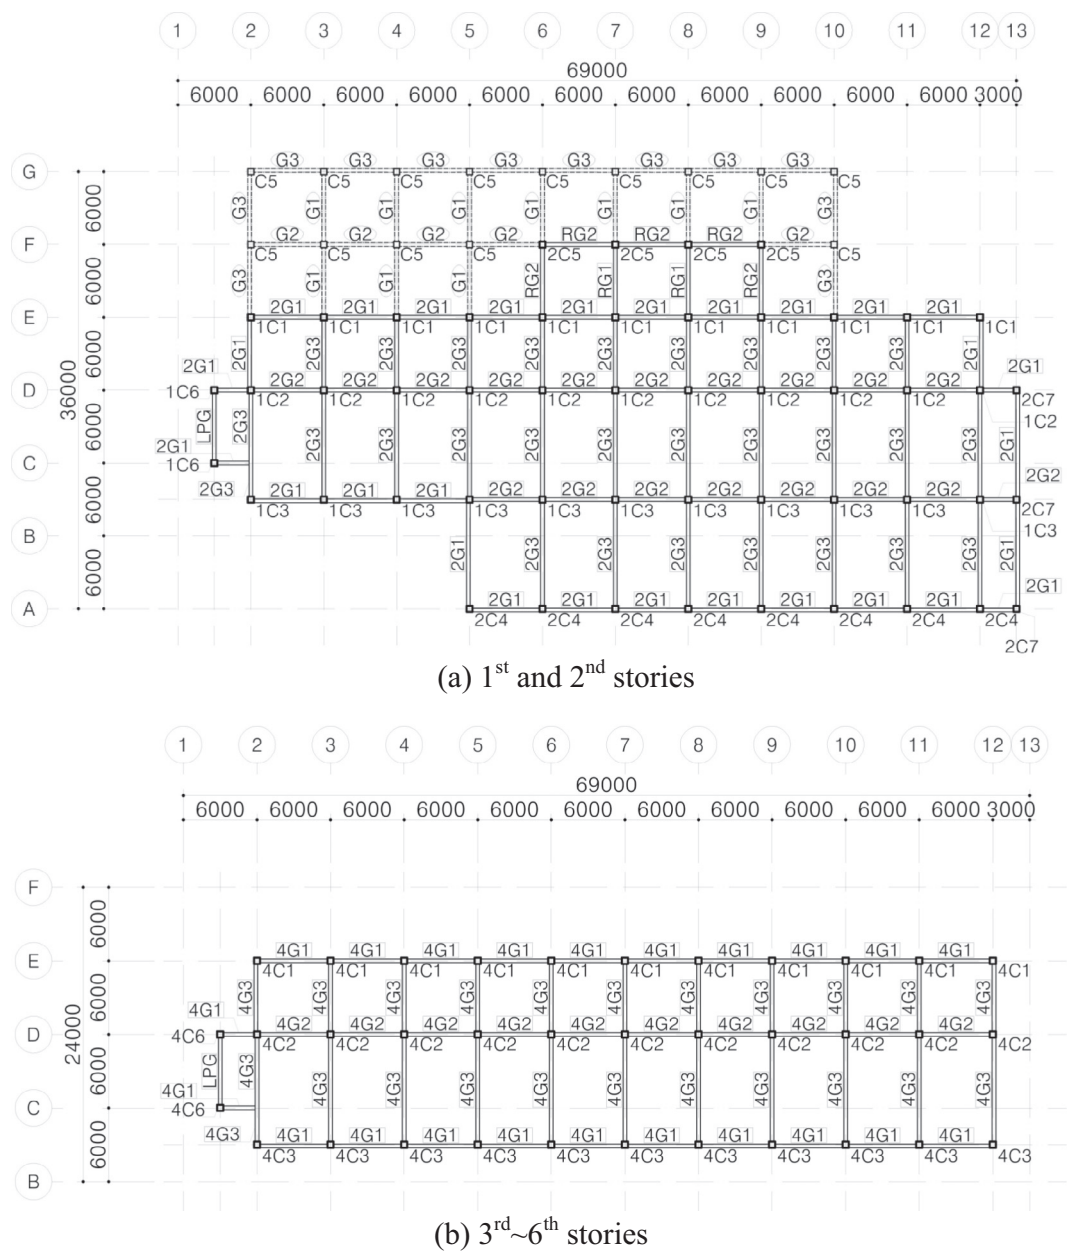 1 2 3 4 5 6 7 8 9 10 11 12 13
69000
6000 6000 6000 6000 6000 6000 6000 6000 6000 6000 6000 3000
G3 G3 G3 G3 G3 G3 G3 G3
G
C5 C5 C5 C5 C5 C5 C5 C5 C5
6000 G3 G1 G1 G1 G1 G1 G1 G1 G3
G2 G2 G2 G2 RG2 RG2 RG2 G2
F
C5 C5 C5 C5 2C5 2C5 2C5 2C5 C5
6000 G3 G1 G1 G1 RG2 RG1 RG1 RG2 G3
2G1 2G1 2G1 2G1 2G1 2G1 2G1 2G1 2G1 2G1
E
1C1 1C1 1C1 1C1 1C1 1C1 1C1 1C1 1C1 1C1 1C1
6000 2G1 2G3 2G3 2G3 2G3 2G3 2G3 2G3 2G3 2G3 2G1
2G1 2G1
36000
2G2 2G2 2G2 2G2 2G2 2G2 2G2 2G2 2G2 2G2
D 1C6
1C2 1C2 1C2 1C2 1C2 1C2 1C2 1C2 1C2 1C2 2C7
1C2
6000 LPG 2G3 2G3 2G3 2G3 2G3 2G3 2G3 2G3 2G3 2G3 2G1
2G1
C 1C6
2G2
2G3 2G1 2G1 2G1 2G2 2G2 2G2 2G2 2G2 2G2 2G2
6000 1C3 1C3 1C3 1C3 1C3 1C3 1C3 1C3 1C3 1C3 2C7
1C3
B
2G1 2G3 2G3 2G3 2G3 2G3 2G3 2G3 2G1
6000
2G1
2G1 2G1 2G1 2G1 2G1 2G1 2G1
A
2C4 2C4 2C4 2C4 2C4 2C4 2C4 2C4
2C7
(a) 1st and 2nd stories
1 2 3 4 5 6 7 8 9 10 11 12 13
69000
6000 6000 6000 6000 6000 6000 6000 6000 6000 6000 6000 3000
F
6000
4G1 4G1 4G1 4G1 4G1 4G1 4G1 4G1 4G1 4G1
E
4C1 4C1 4C1 4C1 4C1 4C1 4C1 4C1 4C1 4C1 4C1
6000 4G3 4G3 4G3 4G3 4G3 4G3 4G3 4G3 4G3 4G3 4G3
4G1
24000
4G2 4G2 4G2 4G2 4G2 4G2 4G2 4G2 4G2 4G2
D 4C6
4C2 4C2 4C2 4C2 4C2 4C2 4C2 4C2 4C2 4C2 4C2
6000 LPG 4G3 4G3 4G3 4G3 4G3 4G3 4G3 4G3 4G3 4G3 4G3
4G1
C 4C6
4G3 4G1 4G1 4G1 4G1 4G1 4G1 4G1 4G1 4G1 4G1
6000 4C3 4C3 4C3 4C3 4C3 4C3 4C3 4C3 4C3 4C3 4C3
B
(b) 3rd~6th stories